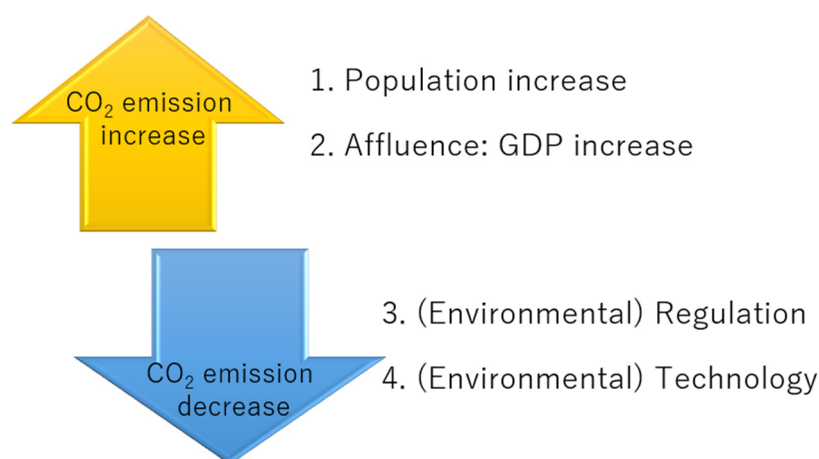 CO₂ emission
increase
1. Population increase
2. Affluence: GDP increase
3. (Environmental) Regulation
4. (Environmental) Technology
CO₂ emission
decrease